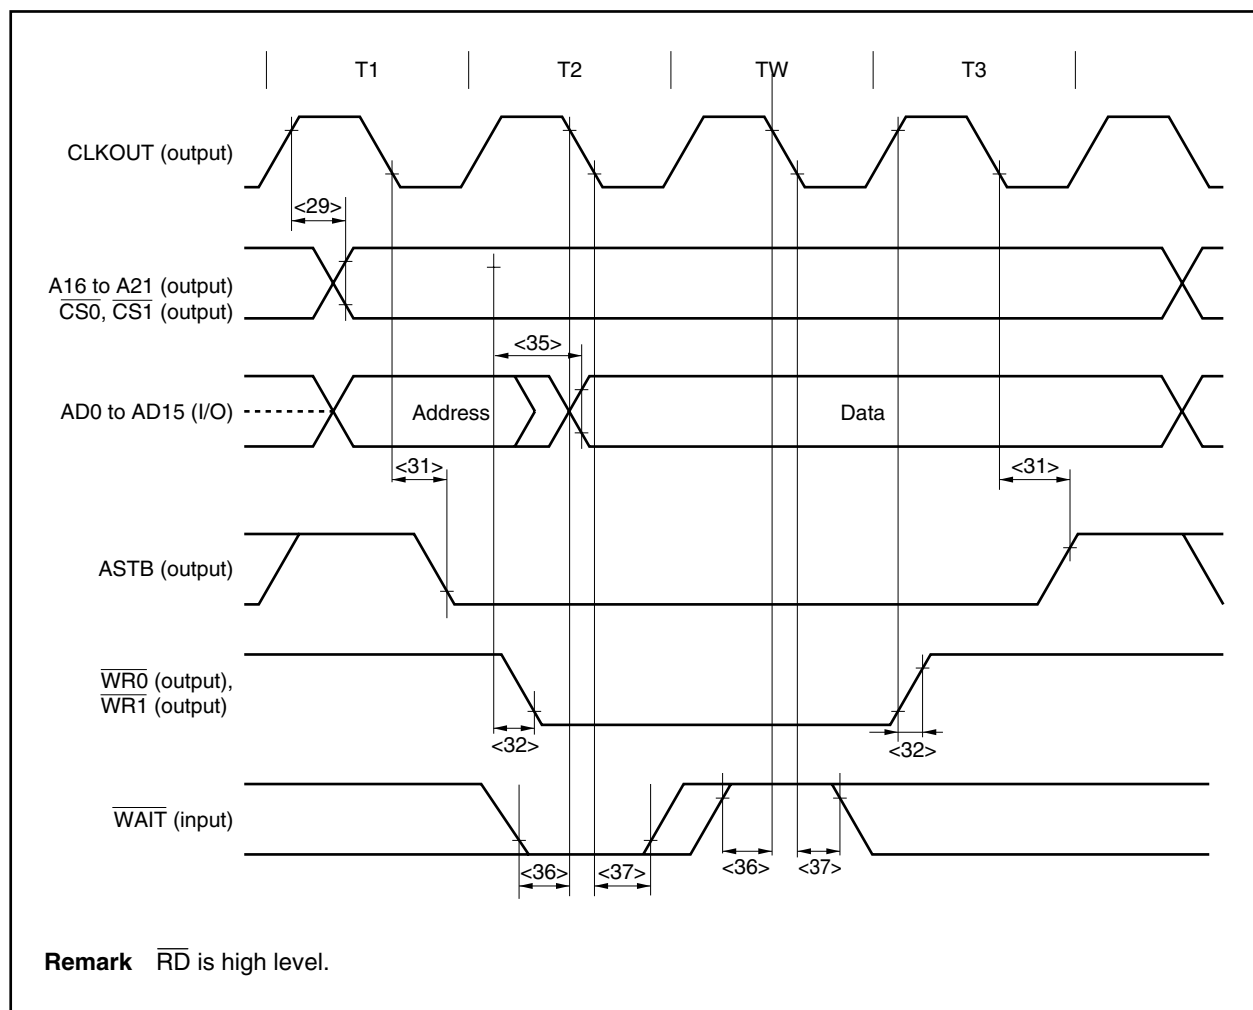 T1 T2 TW T3
CLKOUT (output)
<29>
A16 to A21 (output)
CS0, CS1 (output)
<35>
AD0 to AD15 (I/O) Address Data
<31> <31>
ASTB (output)
WR0 (output),
WR1 (output)
<32> <32>
WAIT (input)
<36> <37> <36> <37>
Remark RD is high level.